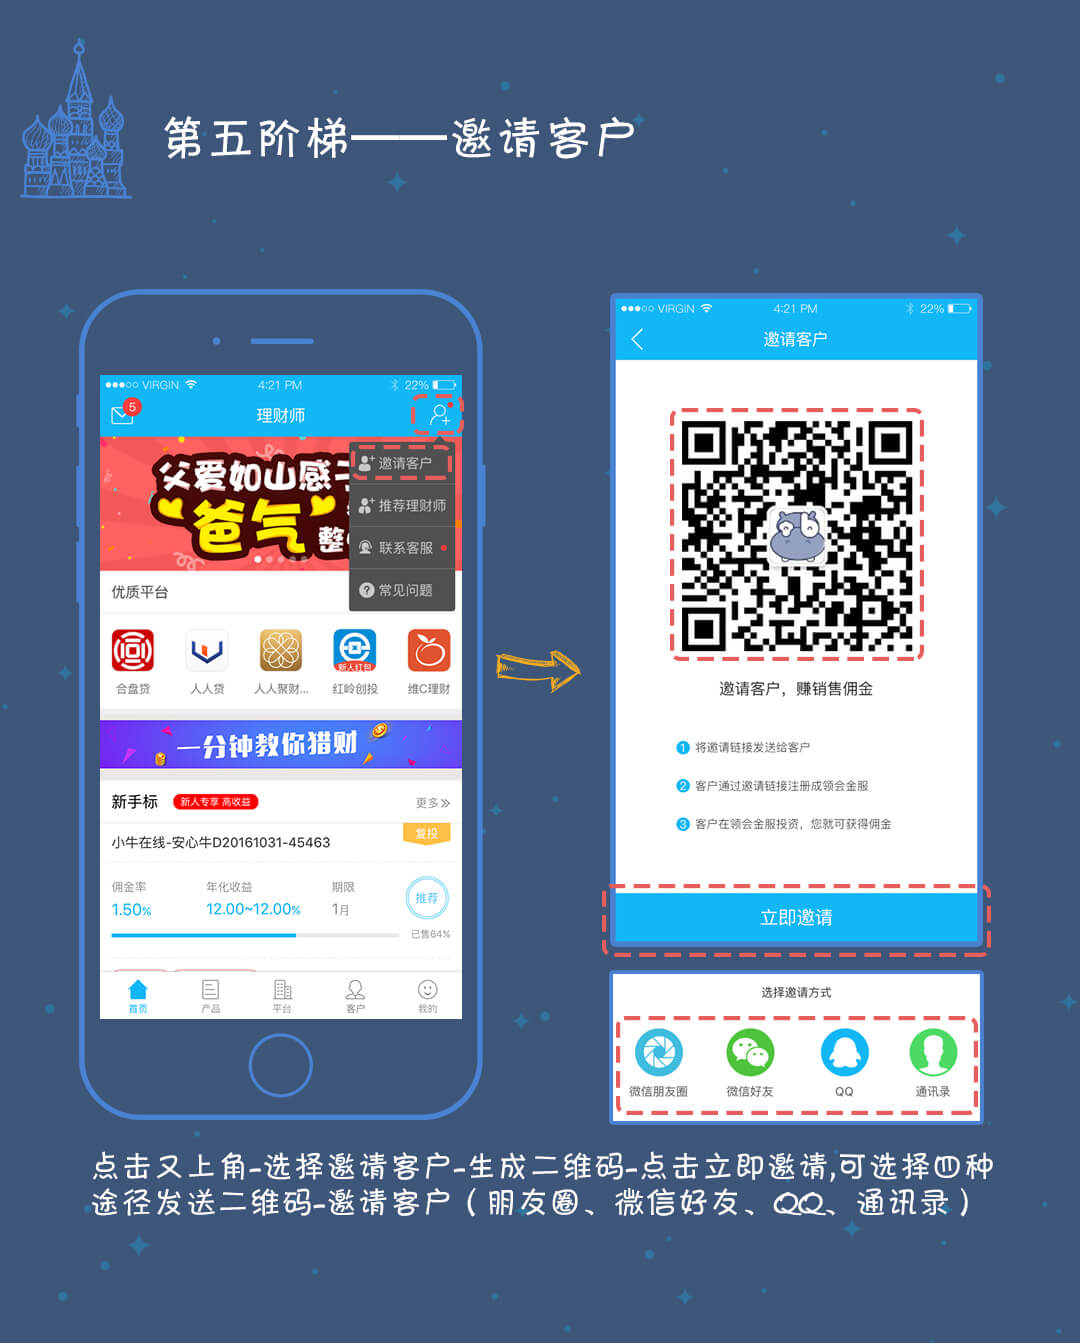 第五阶梯——邀请客户
VIRGIN 4:21 PM 22%
5
理财师
父爱如山感
爸气
整
邀请客户
推荐理财师
联系客服
常见问题
优质平台
新人红包
合盘贷 人人贷 人人聚财... 红岭创投 维C理财
一分钟教你猎财
新手标 新人专享 高收益 更多
小牛在线-安心牛D20161031-45463 复投
佣金率 年化收益 期限
1.50% 12.00~12.00% 1月
推荐
已售64%
首页 产品 平台 客户 我的
VIRGIN 4:21 PM 22%
邀请客户
邀请客户，赚销售佣金
1 将邀请链接发送给客户
2 客户通过邀请链接注册成领会金服
3 客户在领会金服投资，您就可获得佣金
立即邀请
选择邀请方式
微信朋友圈 微信好友 QQ 通讯录
点击又上角-选择邀请客户-生成二维码-点击立即邀请,可选择四种
途径发送二维码-邀请客户（朋友圈、微信好友、QQ、通讯录）